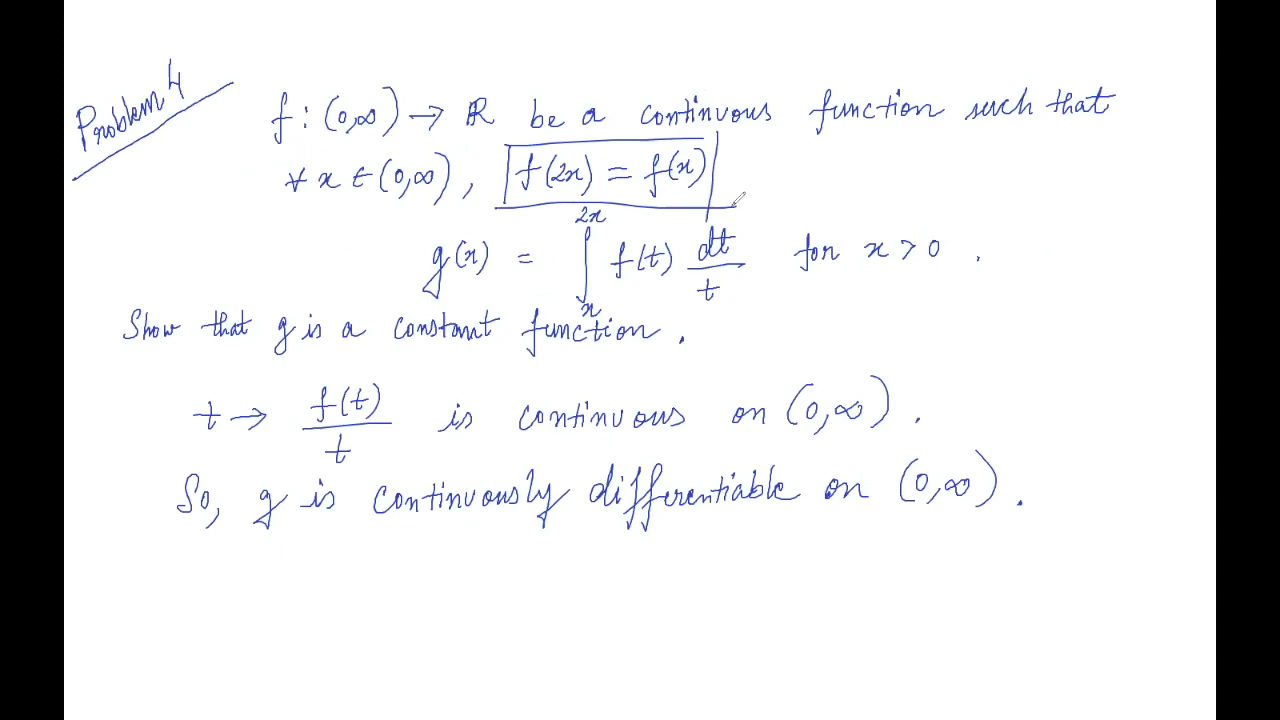 Problem 4
f : (0,∞) → ℝ be a continuous function such that
∀ x ∈ (0,∞), f(2x) = f(x)
g(x) = ∫_x^{2x} f(t) dt/t for x > 0 .
Show that g is a constant function .
t → f(t)/t is continuous on (0,∞) .
So, g is continuously differentiable on (0,∞) .